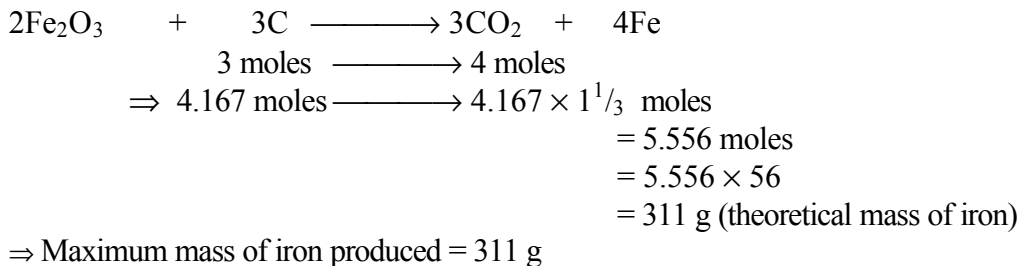 2Fe₂O₃ + 3C ⟶ 3CO₂ + 4Fe
3 moles ⟶ 4 moles
⇒ 4.167 moles ⟶ 4.167 × 1¹/₃ moles
= 5.556 moles
= 5.556 × 56
= 311 g (theoretical mass of iron)
⇒ Maximum mass of iron produced = 311 g